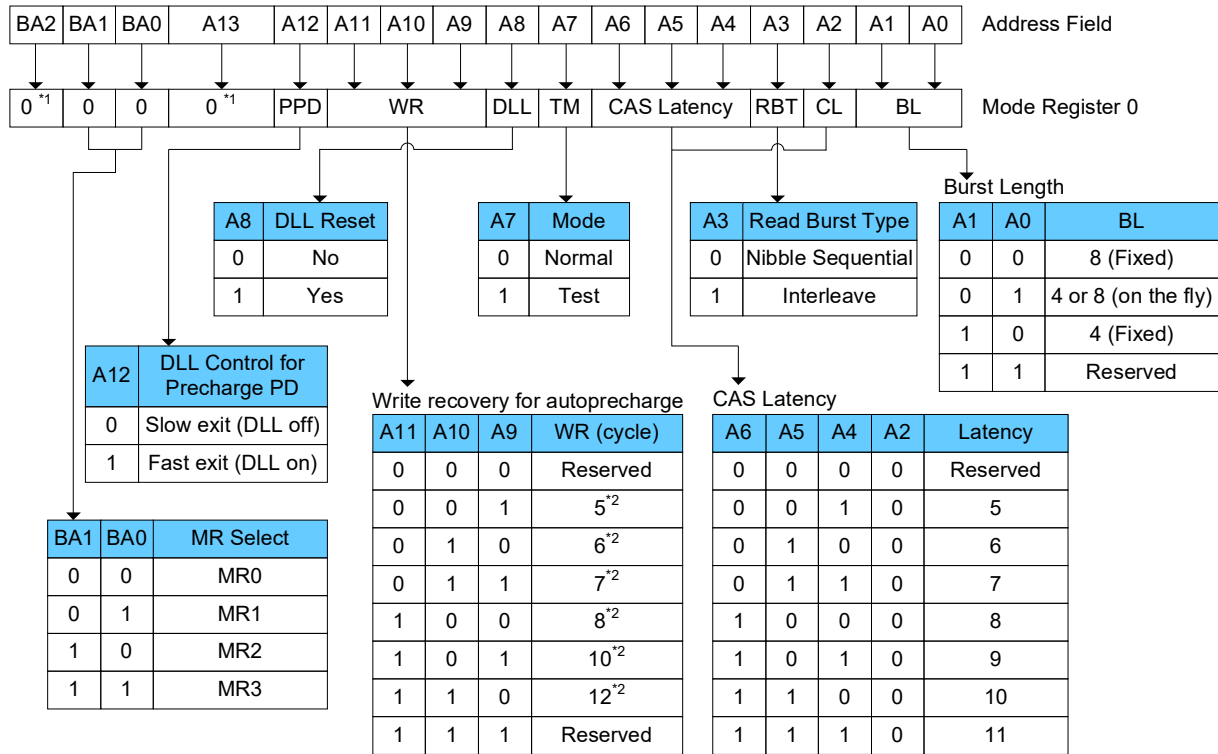 BA2 BA1 BA0 A13 A12 A11 A10 A9 A8 A7 A6 A5 A4 A3 A2 A1 A0 Address Field
0*1 0 0 0*1 PPD WR DLL TM CAS Latency RBT CL BL Mode Register 0
A8 DLL Reset
0 No
1 Yes
A7 Mode
0 Normal
1 Test
A3 Read Burst Type
0 Nibble Sequential
1 Interleave
Burst Length
A1 A0 BL
0 0 8 (Fixed)
0 1 4 or 8 (on the fly)
1 0 4 (Fixed)
1 1 Reserved
A12 DLL Control for
Precharge PD
0 Slow exit (DLL off)
1 Fast exit (DLL on)
BA1 BA0 MR Select
0 0 MR0
0 1 MR1
1 0 MR2
1 1 MR3
Write recovery for autoprecharge
A11 A10 A9 WR (cycle)
0 0 0 Reserved
0 0 1 5*2
0 1 0 6*2
0 1 1 7*2
1 0 0 8*2
1 0 1 10*2
1 1 0 12*2
1 1 1 Reserved
CAS Latency
A6 A5 A4 A2 Latency
0 0 0 0 Reserved
0 0 1 0 5
0 1 0 0 6
0 1 1 0 7
1 0 0 0 8
1 0 1 0 9
1 1 0 0 10
1 1 1 0 11